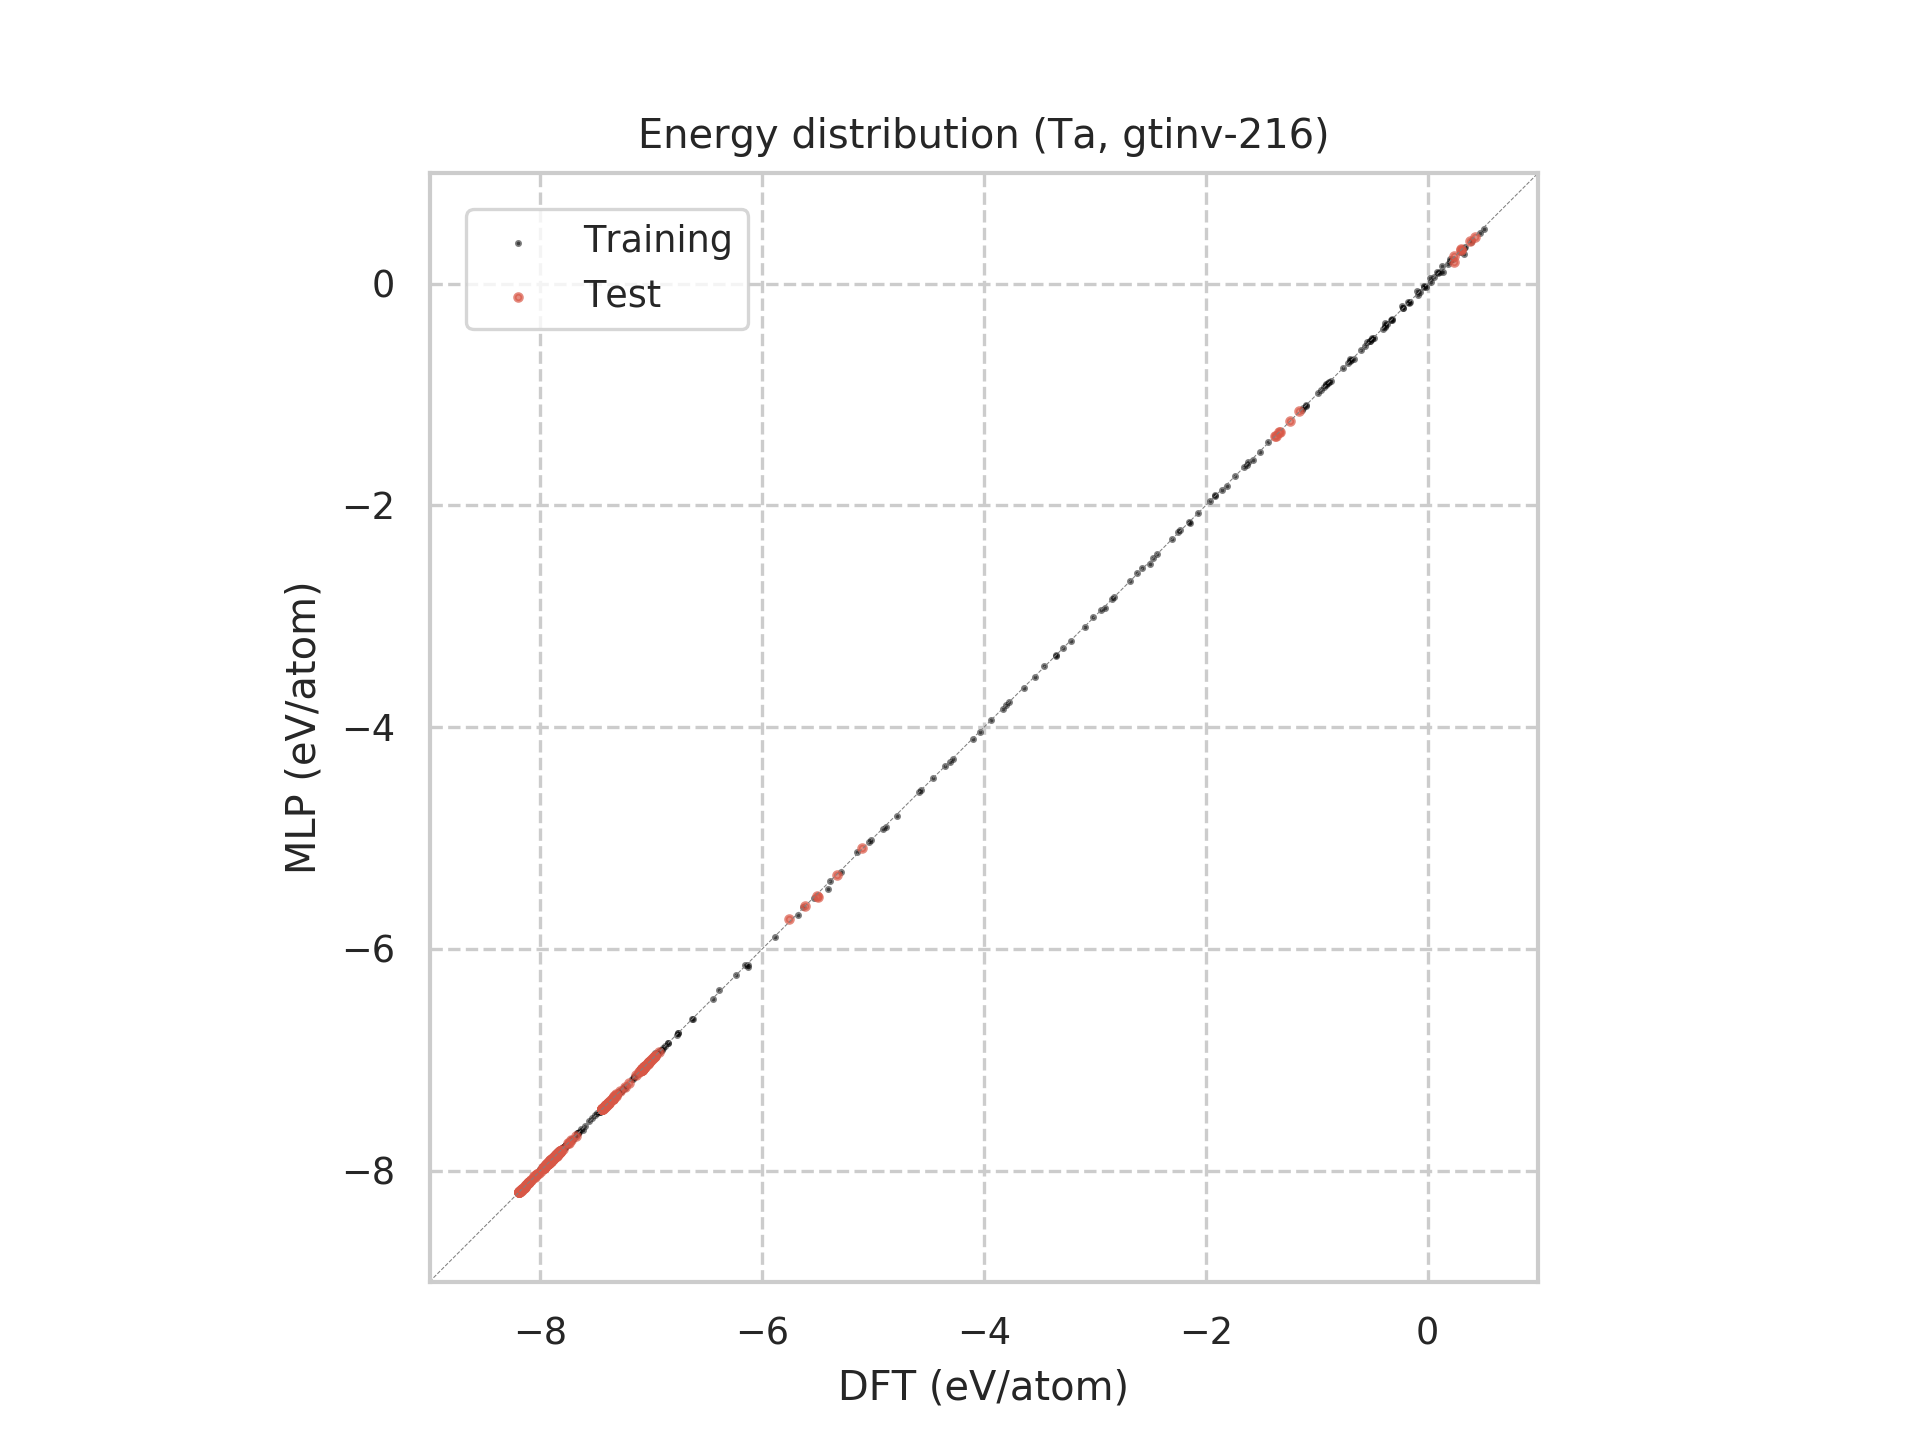 Energy distribution (Ta, gtinv-216)
Training
Test
0
−2
−4
−6
−8
MLP (eV/atom)
−8 −6 −4 −2 0
DFT (eV/atom)